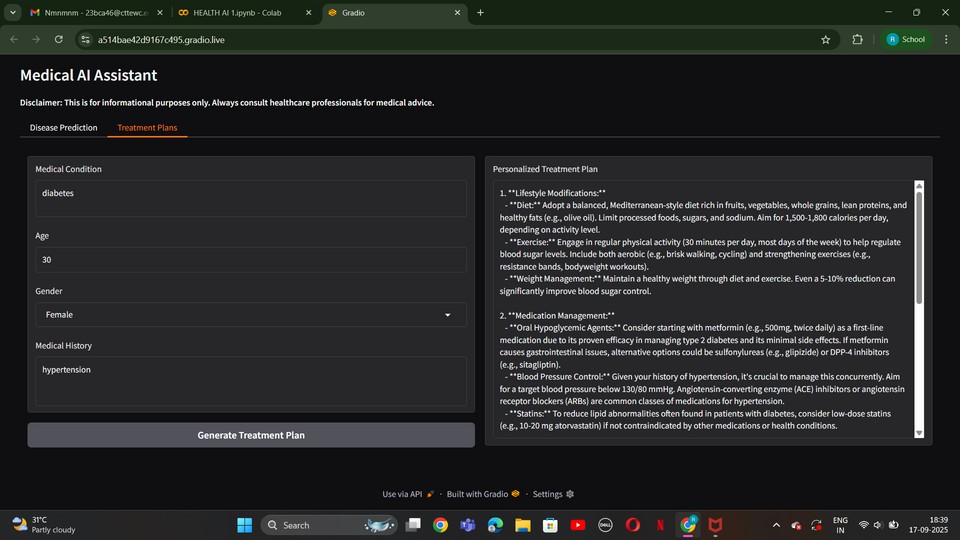 Nmnmnm - 23bca46@cttewc.e
HEALTH AI 1.ipynb - Colab
Gradio
a514bae42d9167c495.gradio.live
R School
Medical AI Assistant
Disclaimer: This is for informational purposes only. Always consult healthcare professionals for medical advice.
Disease Prediction
Treatment Plans
Medical Condition
diabetes
Age
30
Gender
Female
Medical History
hypertension
Generate Treatment Plan
Personalized Treatment Plan
1. **Lifestyle Modifications:**
- **Diet:** Adopt a balanced, Mediterranean-style diet rich in fruits, vegetables, whole grains, lean proteins, and
healthy fats (e.g., olive oil). Limit processed foods, sugars, and sodium. Aim for 1,500-1,800 calories per day,
depending on activity level.
- **Exercise:** Engage in regular physical activity (30 minutes per day, most days of the week) to help regulate
blood sugar levels. Include both aerobic (e.g., brisk walking, cycling) and strengthening exercises (e.g.,
resistance bands, bodyweight workouts).
- **Weight Management:** Maintain a healthy weight through diet and exercise. Even a 5-10% reduction can
significantly improve blood sugar control.
2. **Medication Management:**
- **Oral Hypoglycemic Agents:** Consider starting with metformin (e.g., 500mg, twice daily) as a first-line
medication due to its proven efficacy in managing type 2 diabetes and its minimal side effects. If metformin
causes gastrointestinal issues, alternative options could be sulfonylureas (e.g., glipizide) or DPP-4 inhibitors
(e.g., sitagliptin).
- **Blood Pressure Control:** Given your history of hypertension, it's crucial to manage this concurrently. Aim
for a target blood pressure below 130/80 mmHg. Angiotensin-converting enzyme (ACE) inhibitors or angiotensin
receptor blockers (ARBs) are common classes of medications for hypertension.
- **Statins:** To reduce lipid abnormalities often found in patients with diabetes, consider low-dose statins
(e.g., 10-20 mg atorvastatin) if not contraindicated by other medications or health conditions.
Use via API · Built with Gradio · Settings
31°C
Partly cloudy
Search
DELL
ENG
IN
18:39
17-09-2025